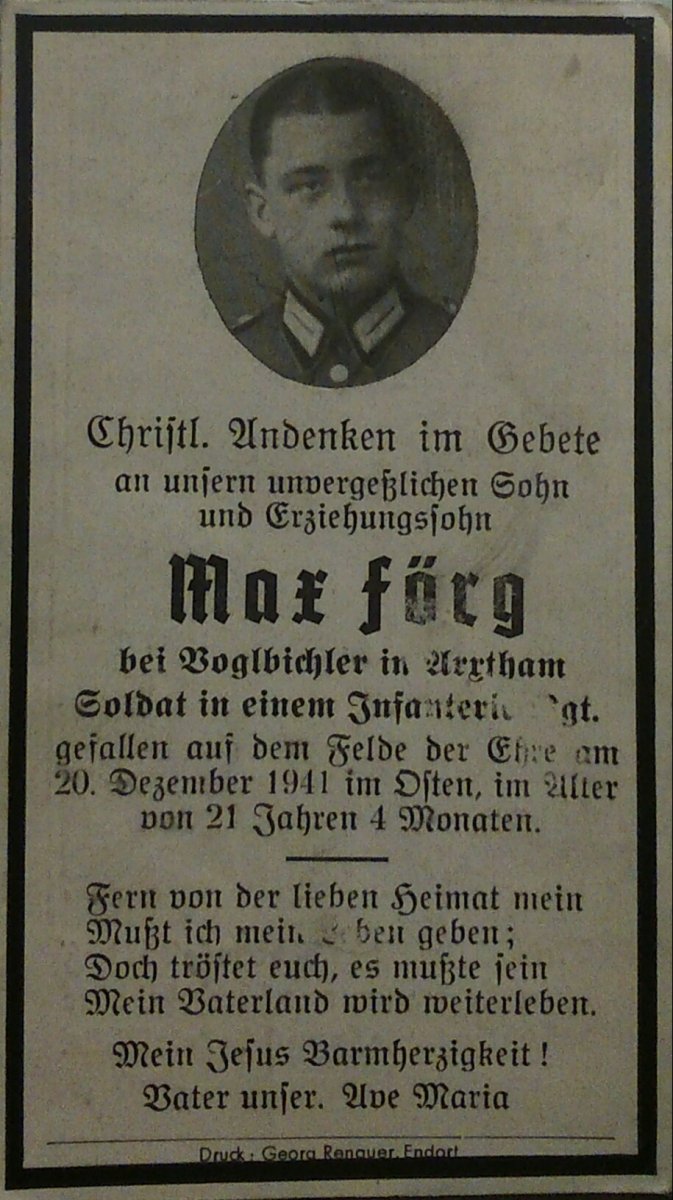 Christl. Andenken im Gebete
an unsern unvergeßlichen Sohn
und Erziehungssohn
Max Förg
bei Voglbichler in
Soldat in einem
gefallen auf dem Felde der Ehre am
20. Dezember 1941 im Osten, im Alter
von 21 Jahren 4 Monaten.
Fern von der lieben Heimat mein
Mußt ich mein Leben geben;
Doch tröstet euch, es mußte sein
Mein Vaterland wird weiterleben.
Mein Jesus Barmherzigkeit!
Vater unser. Ave Maria
Druck: Georg Renauer, Endorf